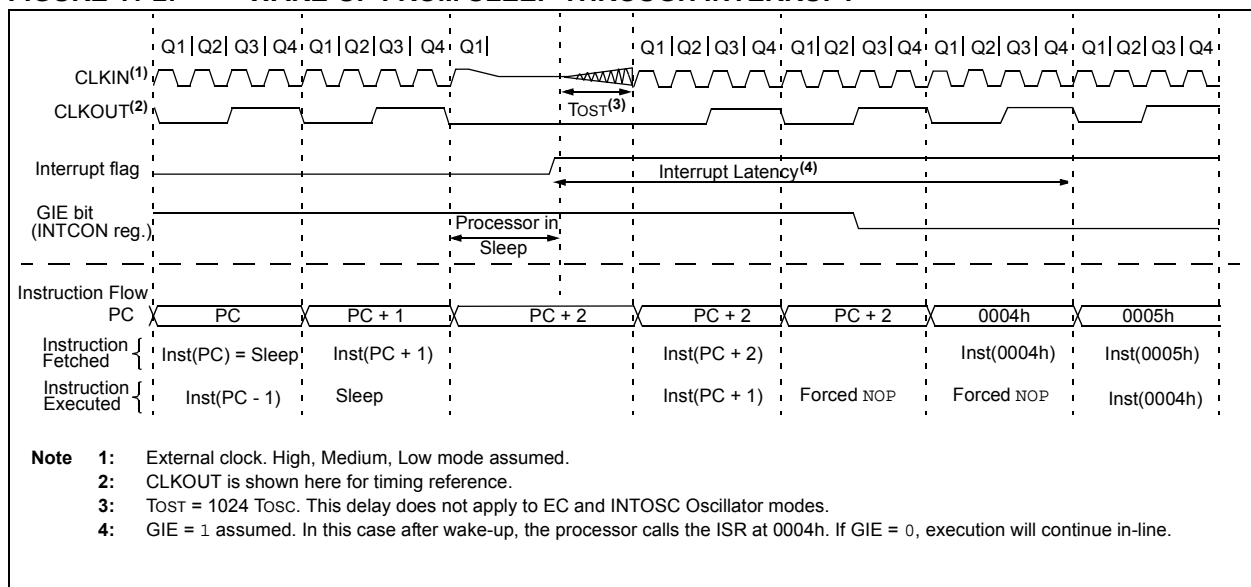 Q1 Q2 Q3 Q4 Q1 Q2 Q3 Q4 Q1 Q1 Q2 Q3 Q4 Q1 Q2 Q3 Q4 Q1 Q2 Q3 Q4 Q1 Q2 Q3 Q4
CLKIN(1)
CLKOUT(2) TOST(3)
Interrupt flag Interrupt Latency(4)
GIE bit
(INTCON reg.) Processor in
Sleep
Instruction Flow
PC PC PC + 1 PC + 2 PC + 2 PC + 2 0004h 0005h
Instruction
Fetched Inst(PC) = Sleep Inst(PC + 1) Inst(PC + 2) Inst(0004h) Inst(0005h)
Instruction
Executed Inst(PC - 1) Sleep Inst(PC + 1) Forced NOP Forced NOP Inst(0004h)
Note 1: External clock. High, Medium, Low mode assumed.
2: CLKOUT is shown here for timing reference.
3: TOST = 1024 TOSC. This delay does not apply to EC and INTOSC Oscillator modes.
4: GIE = 1 assumed. In this case after wake-up, the processor calls the ISR at 0004h. If GIE = 0, execution will continue in-line.